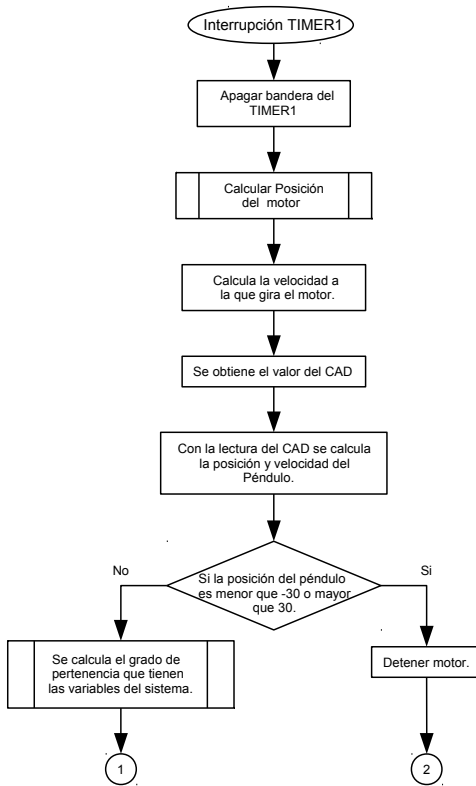 Interrupción TIMER1
Apagar bandera del
TIMER1
Calcular Posición
del motor
Calcula la velocidad a
la que gira el motor.
Se obtiene el valor del CAD
Con la lectura del CAD se calcula
la posición y velocidad del
Péndulo.
Si la posición del péndulo
es menor que -30 o mayor
que 30.
No
Si
Se calcula el grado de
pertenencia que tienen
las variables del sistema.
Detener motor.
1
2